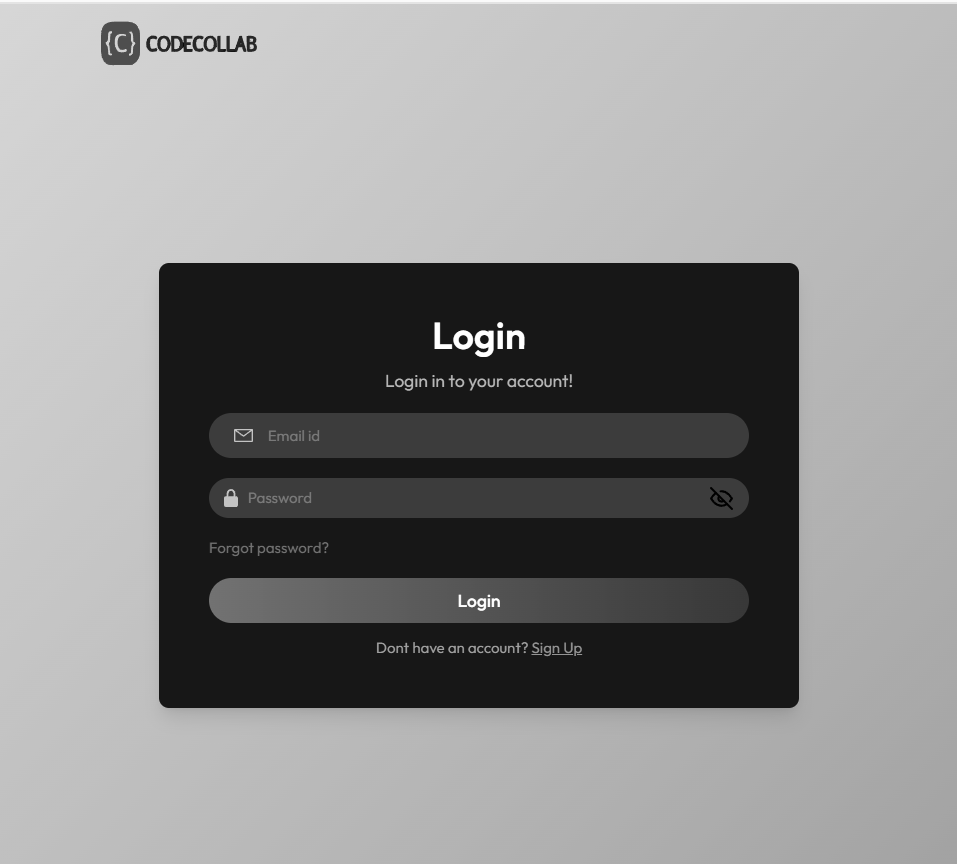 {C} CODECOLLAB
Login
Login in to your account!
Email id
Password
Forgot password?
Login
Dont have an account? Sign Up